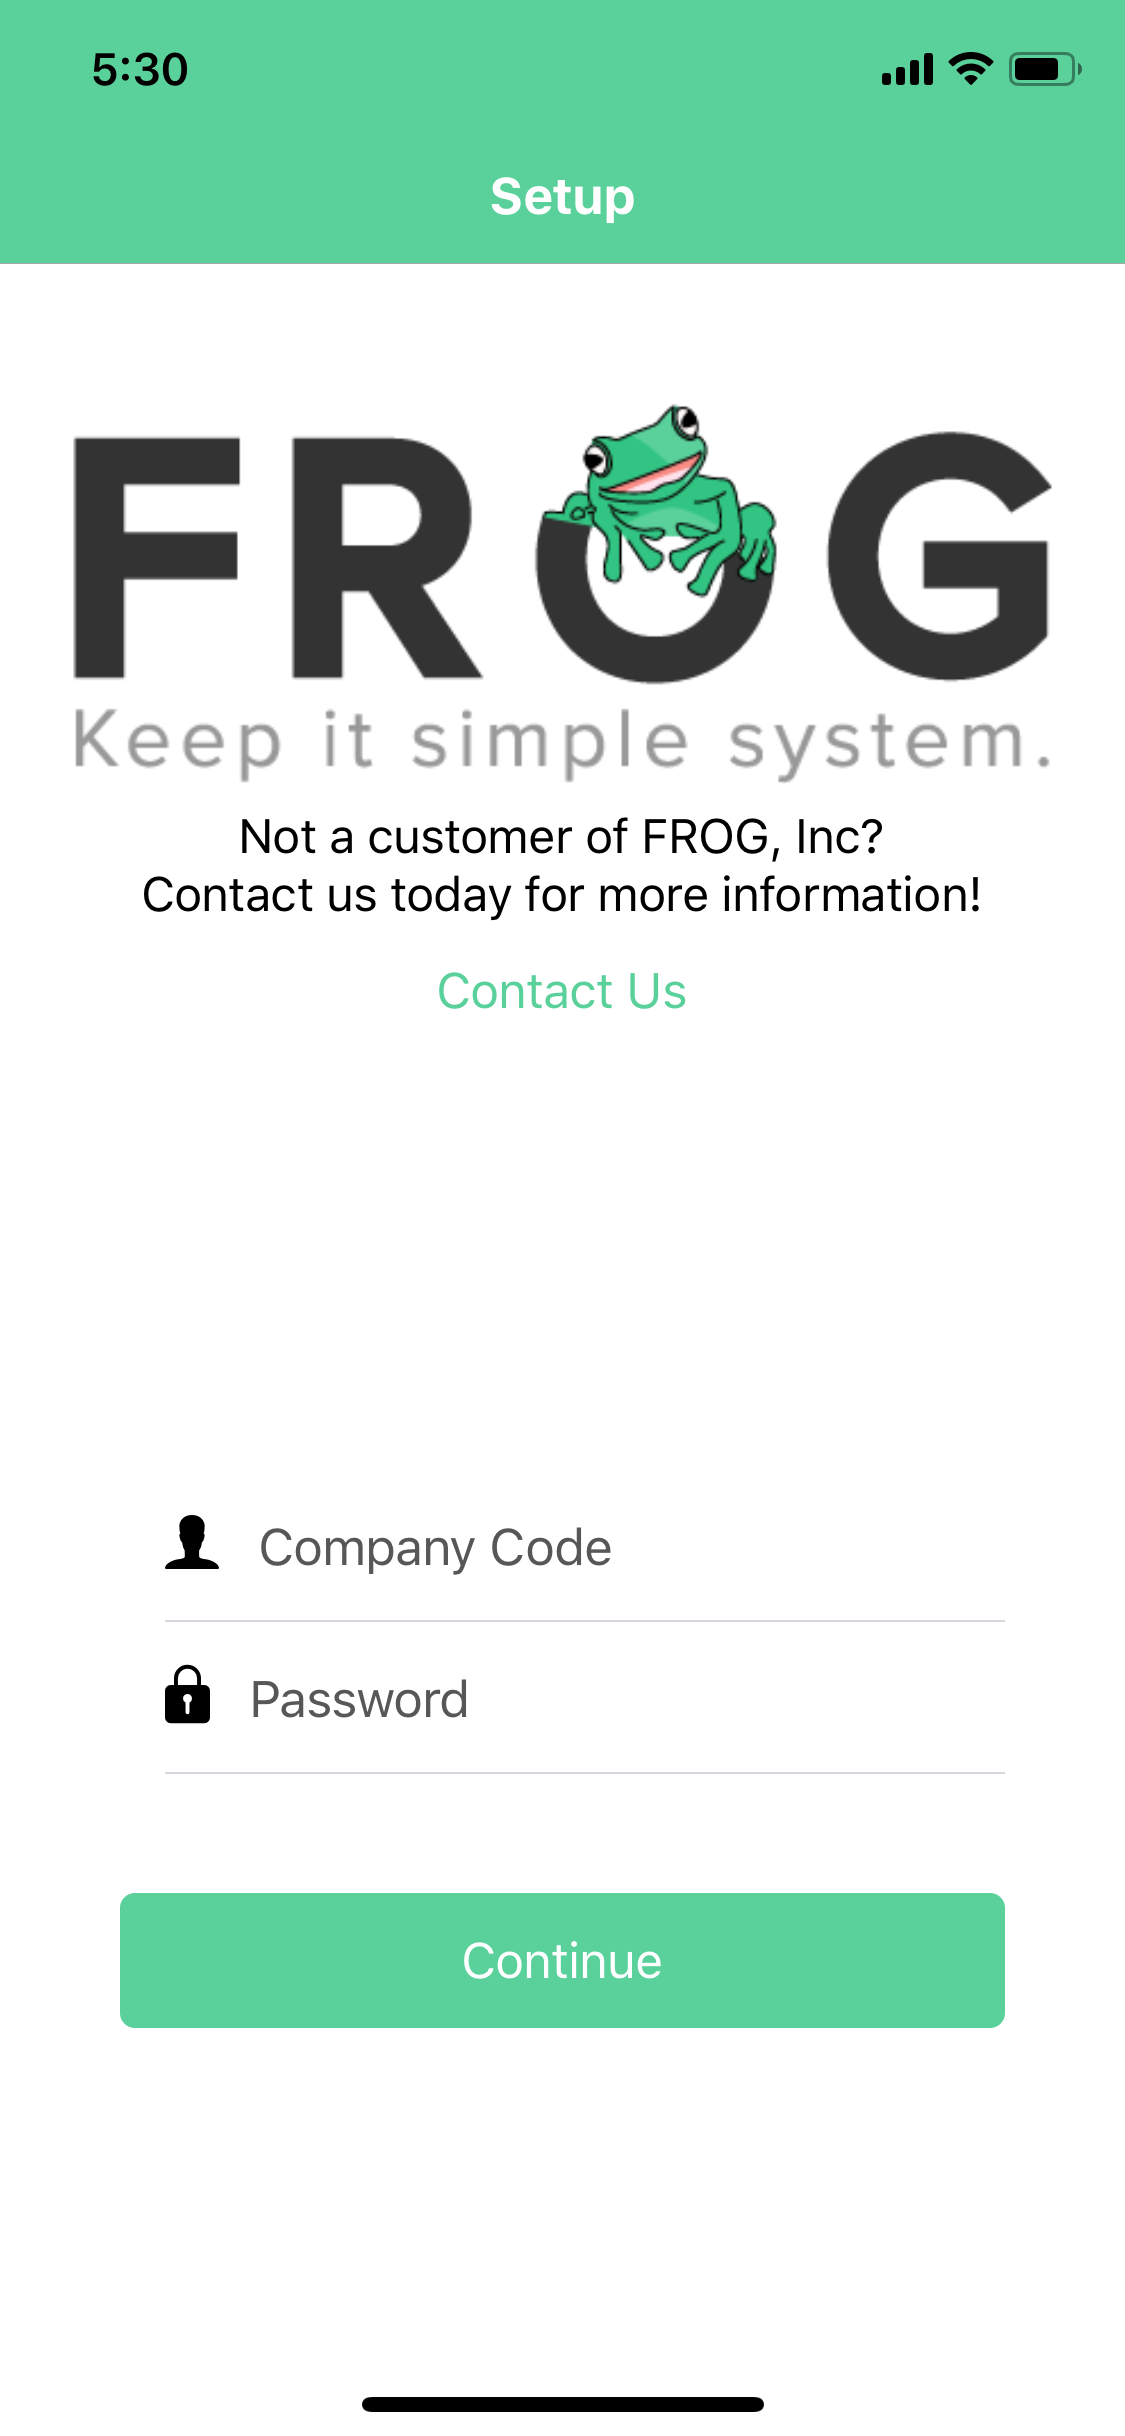 5:30
Setup
FROG
Keep it simple system.
Not a customer of FROG, Inc?
Contact us today for more information!
Contact Us
Company Code
Password
Continue